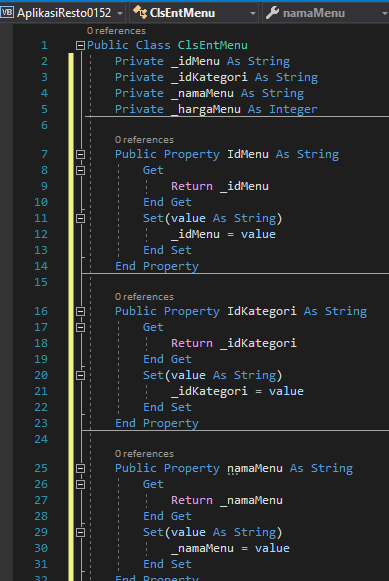 VB AplikasiResto0152 ClsEntMenu namaMenu
0 references
1 Public Class ClsEntMenu
2 Private _idMenu As String
3 Private _idKategori As String
4 Private _namaMenu As String
5 Private _hargaMenu As Integer
6
0 references
7 Public Property IdMenu As String
8 Get
9 Return _idMenu
10 End Get
11 Set(value As String)
12 _idMenu = value
13 End Set
14 End Property
15
0 references
16 Public Property IdKategori As String
17 Get
18 Return _idKategori
19 End Get
20 Set(value As String)
21 _idKategori = value
22 End Set
23 End Property
24
0 references
25 Public Property namaMenu As String
26 Get
27 Return _namaMenu
28 End Get
29 Set(value As String)
30 _namaMenu = value
31 End Set
32 End Property